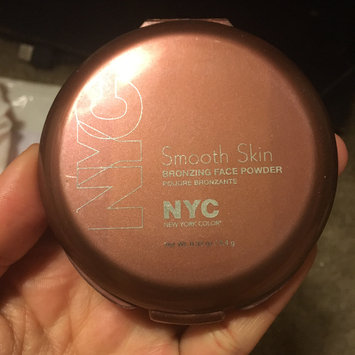 NYC
Smooth Skin
BRONZING FACE POWDER
POUDRE BRONZANTE
NYC
NEW YORK COLOR®